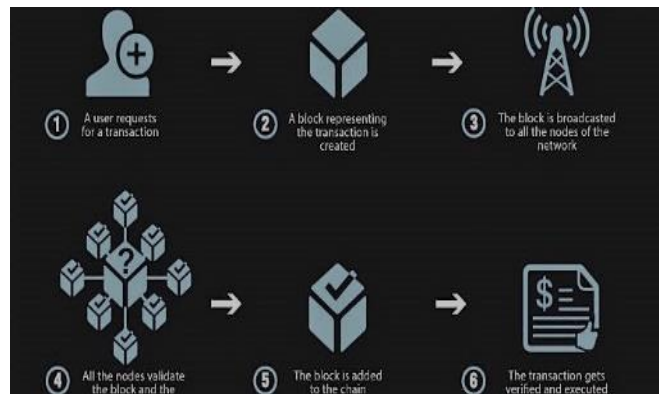 1 A user requests
for a transaction
2 A block representing
the transaction is
created
3 The block is broadcasted
to all the nodes of the
network
?
$
4 All the nodes validate
the block and the
5 The block is added
to the chain
6 The transaction gets
verified and executed